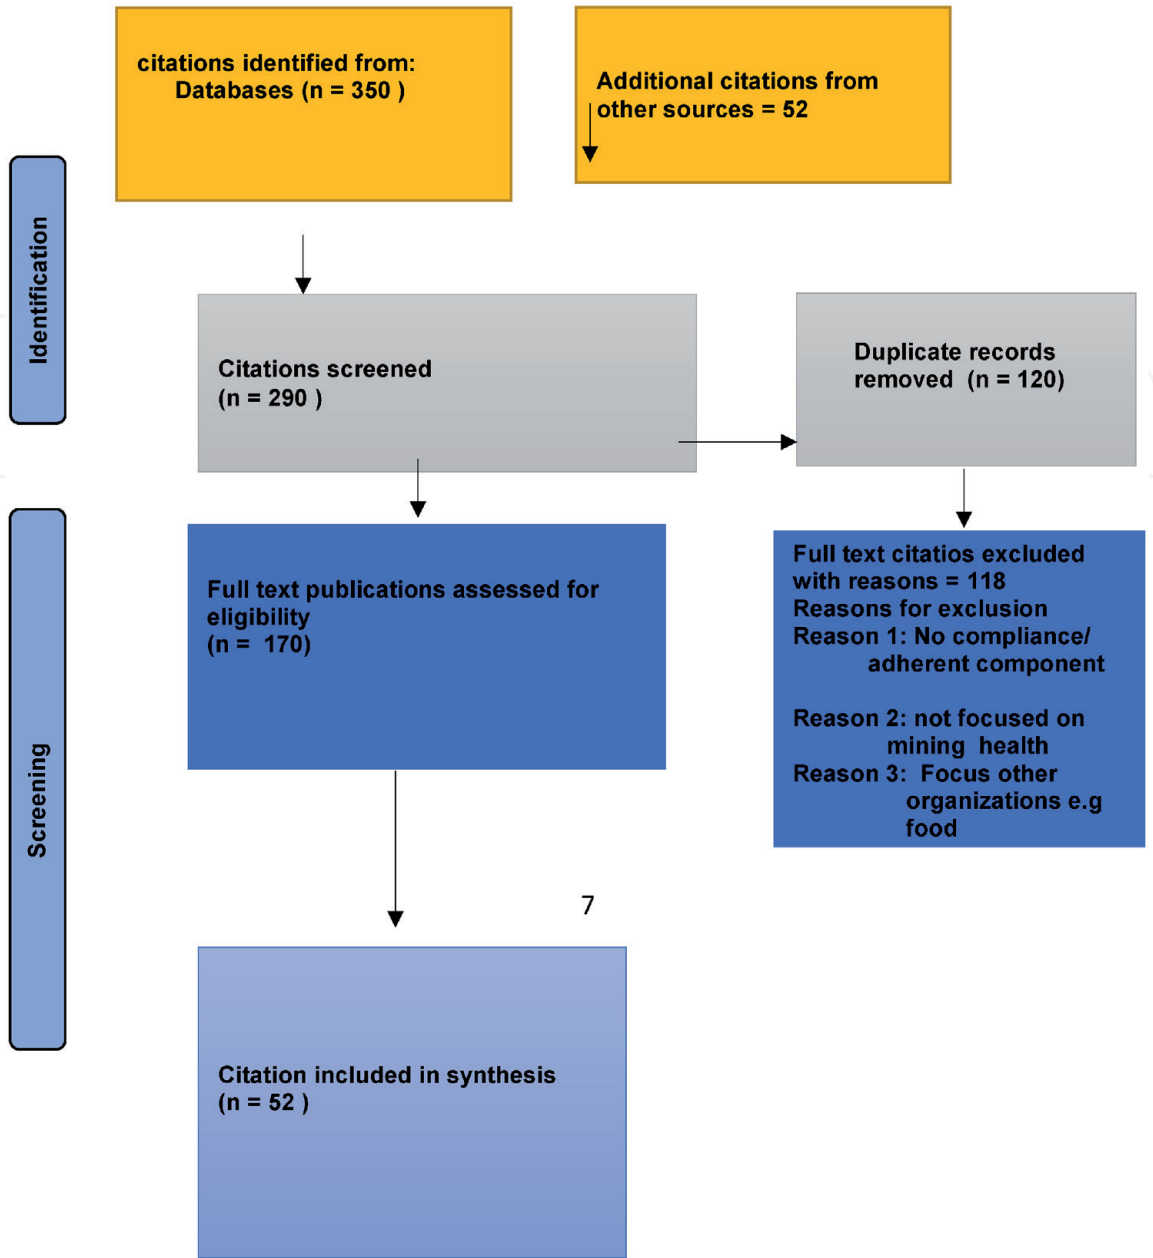 citations identified from:
Databases (n = 350 )
Additional citations from
other sources = 52
Identification
Citations screened
(n = 290 )
Duplicate records
removed  (n = 120)
Screening
Full text publications assessed for
eligibility
(n =  170)
Full text citatios excluded
with reasons = 118
Reasons for exclusion
Reason 1: No compliance/
adherent component
Reason 2: not focused on
mining  health
Reason 3:  Focus other
organizations e.g
food
7
Citation included in synthesis
(n = 52 )